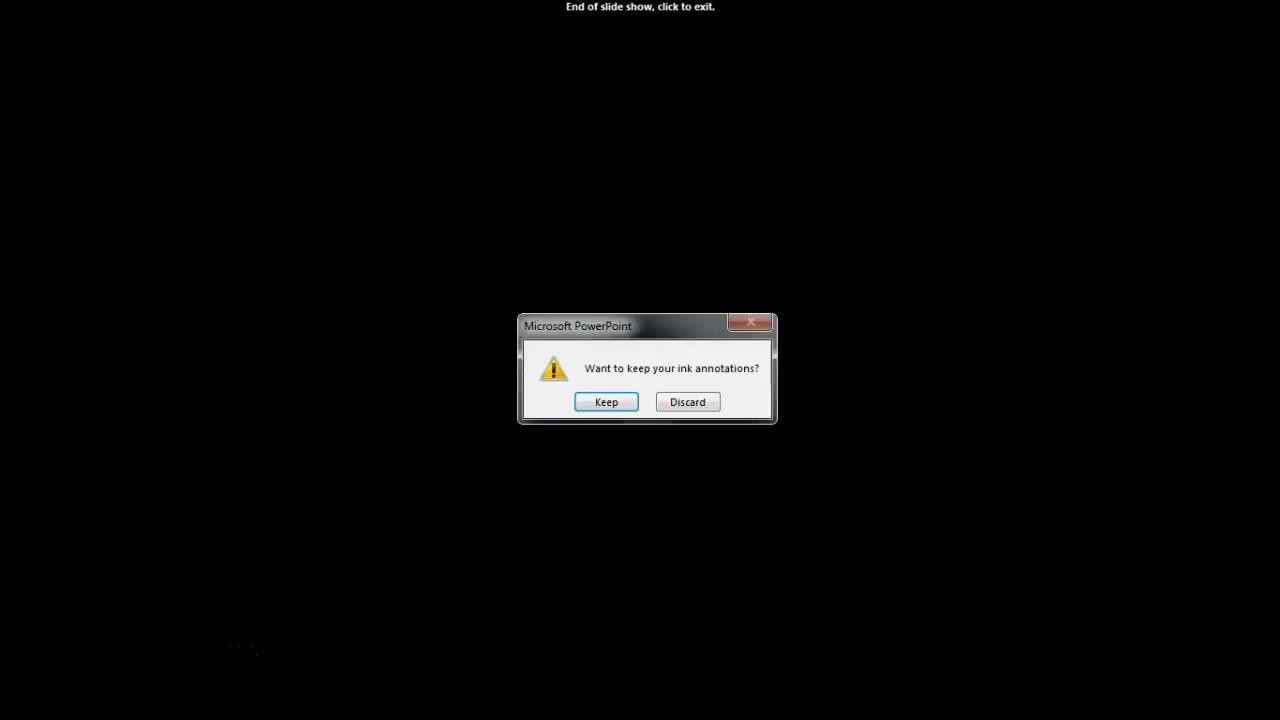 End of slide show, click to exit.
Microsoft PowerPoint
Want to keep your ink annotations?
Keep
Discard